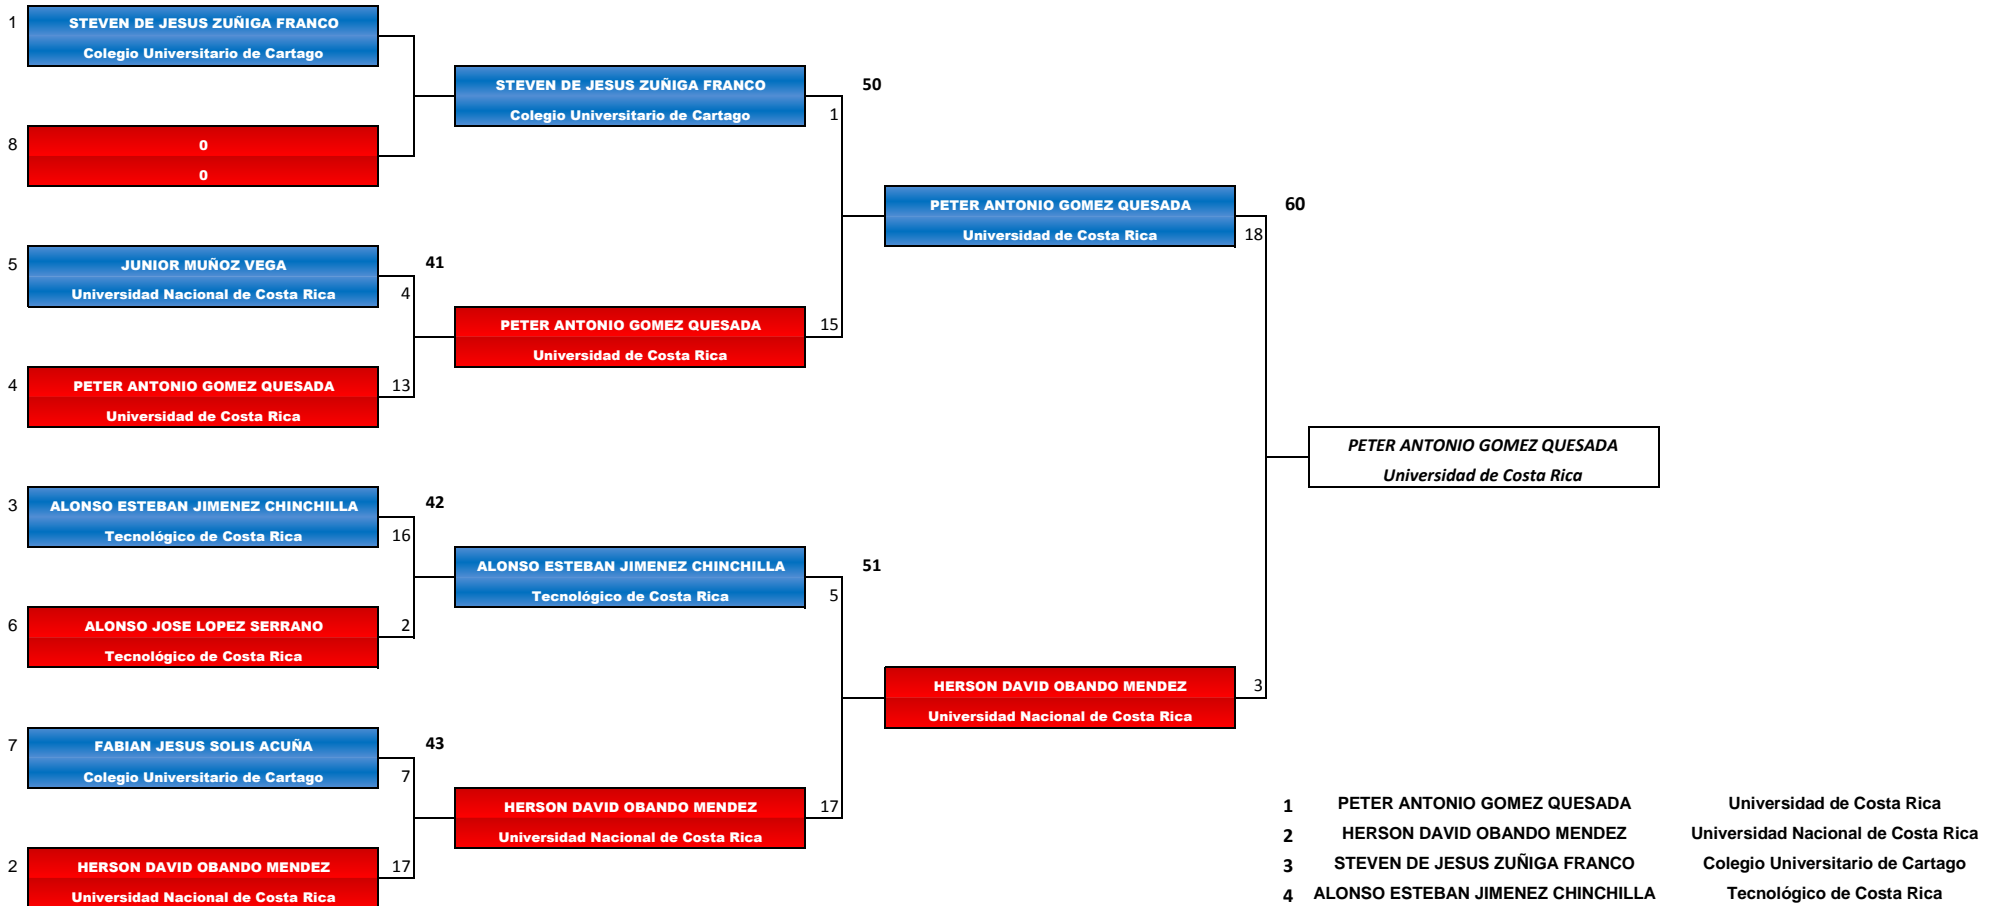 1
STEVEN DE JESUS ZUÑIGA FRANCO
Colegio Universitario de Cartago
8
0
0
5
JUNIOR MUÑOZ VEGA
Universidad Nacional de Costa Rica
41
4
4
PETER ANTONIO GOMEZ QUESADA
Universidad de Costa Rica
13
3
ALONSO ESTEBAN JIMENEZ CHINCHILLA
Tecnológico de Costa Rica
42
16
6
ALONSO JOSE LOPEZ SERRANO
Tecnológico de Costa Rica
2
7
FABIAN JESUS SOLIS ACUÑA
Colegio Universitario de Cartago
43
7
2
HERSON DAVID OBANDO MENDEZ
Universidad Nacional de Costa Rica
17
STEVEN DE JESUS ZUÑIGA FRANCO
Colegio Universitario de Cartago
50
1
PETER ANTONIO GOMEZ QUESADA
Universidad de Costa Rica
15
ALONSO ESTEBAN JIMENEZ CHINCHILLA
Tecnológico de Costa Rica
51
5
HERSON DAVID OBANDO MENDEZ
Universidad Nacional de Costa Rica
17
PETER ANTONIO GOMEZ QUESADA
Universidad de Costa Rica
60
18
HERSON DAVID OBANDO MENDEZ
Universidad Nacional de Costa Rica
3
PETER ANTONIO GOMEZ QUESADA
Universidad de Costa Rica
1 PETER ANTONIO GOMEZ QUESADA Universidad de Costa Rica
2 HERSON DAVID OBANDO MENDEZ Universidad Nacional de Costa Rica
3 STEVEN DE JESUS ZUÑIGA FRANCO Colegio Universitario de Cartago
4 ALONSO ESTEBAN JIMENEZ CHINCHILLA Tecnológico de Costa Rica